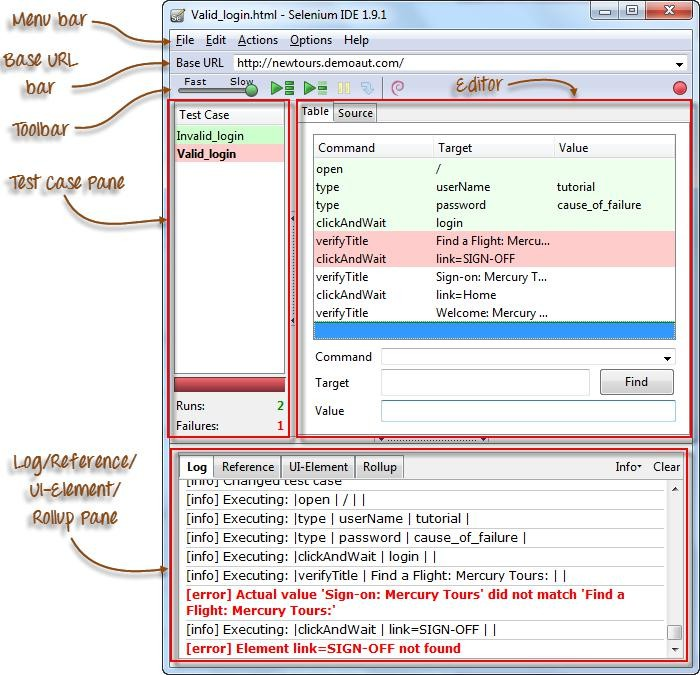 Valid_login.html - Selenium IDE 1.9.1
Menu bar
File Edit Actions Options Help
Base URL bar
Base URL http://newtours.demoaut.com/
Fast Slow
Editor
Toolbar
Test Case
Table Source
Invalid_login
Valid_login
Test Case Pane
Command Target Value
open /
type userName tutorial
type password cause_of_failure
clickAndWait login
verifyTitle Find a Flight: Mercu...
clickAndWait link=SIGN-OFF
verifyTitle Sign-on: Mercury T...
clickAndWait link=Home
verifyTitle Welcome: Mercury ...
Command
Target Find
Value
Runs: 2
Failures: 1
Log/Reference/
UI-Element/
Rollup Pane
Log Reference UI-Element Rollup Info Clear
[info] Changed test case
[info] Executing: |open | / | |
[info] Executing: |type | userName | tutorial |
[info] Executing: |type | password | cause_of_failure |
[info] Executing: |clickAndWait | login | |
[info] Executing: |verifyTitle | Find a Flight: Mercury Tours: | |
[error] Actual value 'Sign-on: Mercury Tours' did not match 'Find a
Flight: Mercury Tours:'
[info] Executing: |clickAndWait | link=SIGN-OFF | |
[error] Element link=SIGN-OFF not found